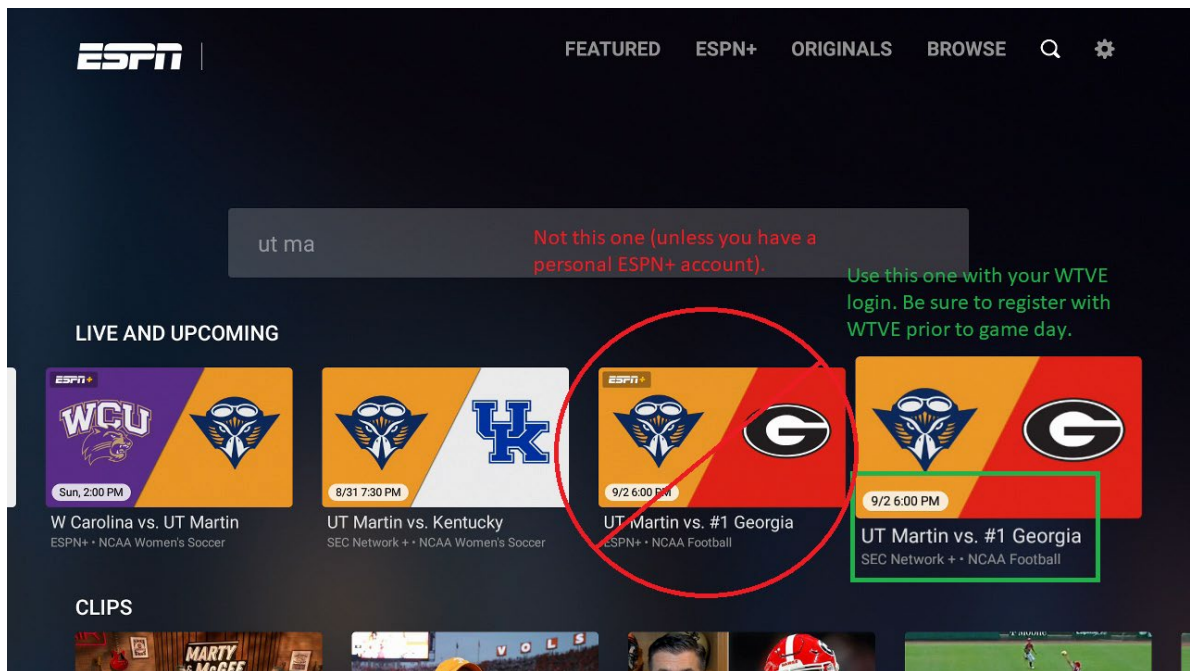 ESPN
FEATURED ESPN+ ORIGINALS BROWSE
ut ma
Not this one (unless you have a
personal ESPN+ account).
Use this one with your WTVE
login. Be sure to register with
WTVE prior to game day.
LIVE AND UPCOMING
ESPN+
WCU
Sun, 2:00 PM
W Carolina vs. UT Martin
ESPN+ • NCAA Women's Soccer
UK
8/31 7:30 PM
UT Martin vs. Kentucky
SEC Network + • NCAA Women's Soccer
ESPN+
G
9/2 6:00 PM
UT Martin vs. #1 Georgia
ESPN+ • NCAA Football
G
9/2 6:00 PM
UT Martin vs. #1 Georgia
SEC Network + • NCAA Football
CLIPS
MARTY
& McGEE
VOLS